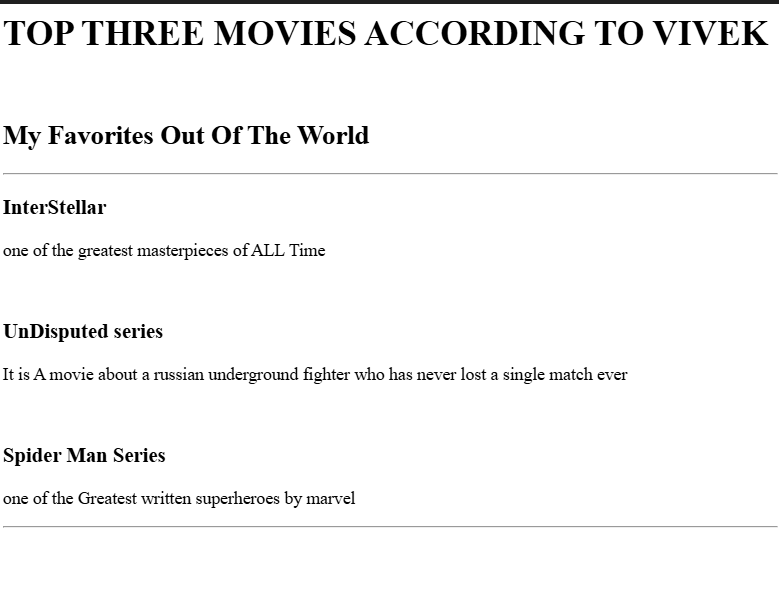 TOP THREE MOVIES ACCORDING TO VIVEK
My Favorites Out Of The World
InterStellar
one of the greatest masterpieces of ALL Time
UnDisputed series
It is A movie about a russian underground fighter who has never lost a single match ever
Spider Man Series
one of the Greatest written superheroes by marvel